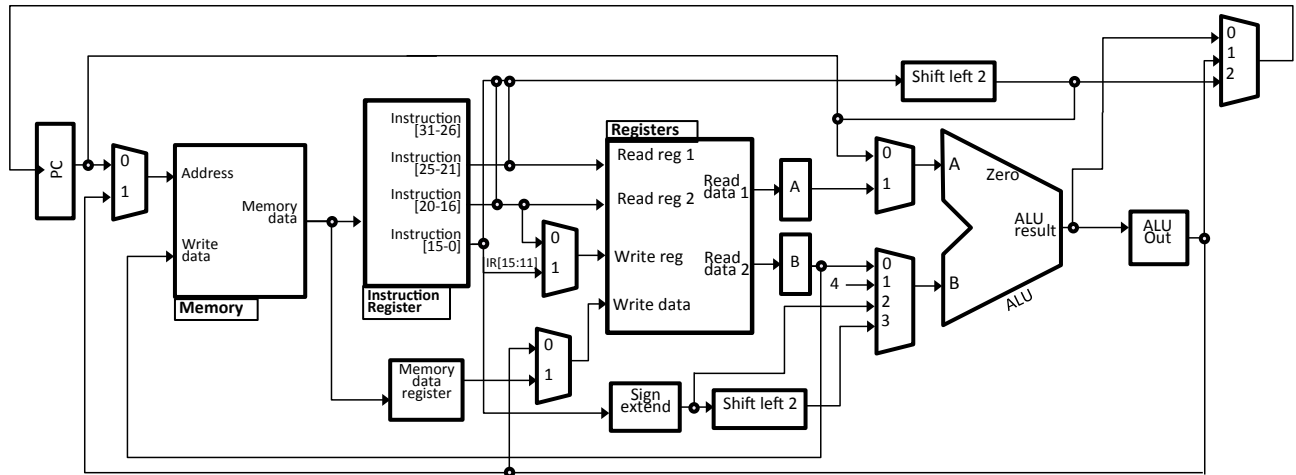 0
1
2
Shift left 2
PC
0
1
Address
Memory
data
Write
data
Memory
Instruction
[31-26]
Instruction
[25-21]
Instruction
[20-16]
Instruction
[15-0]
Instruction
Register
IR[15:11]
0
1
Memory
data
register
0
1
Registers
Read reg 1
Read reg 2
Write reg
Write data
Read
data 1
Read
data 2
A
B
Sign
extend
Shift left 2
0
1
4
0
1
2
3
A
B
Zero
ALU
result
ALU
ALU
Out